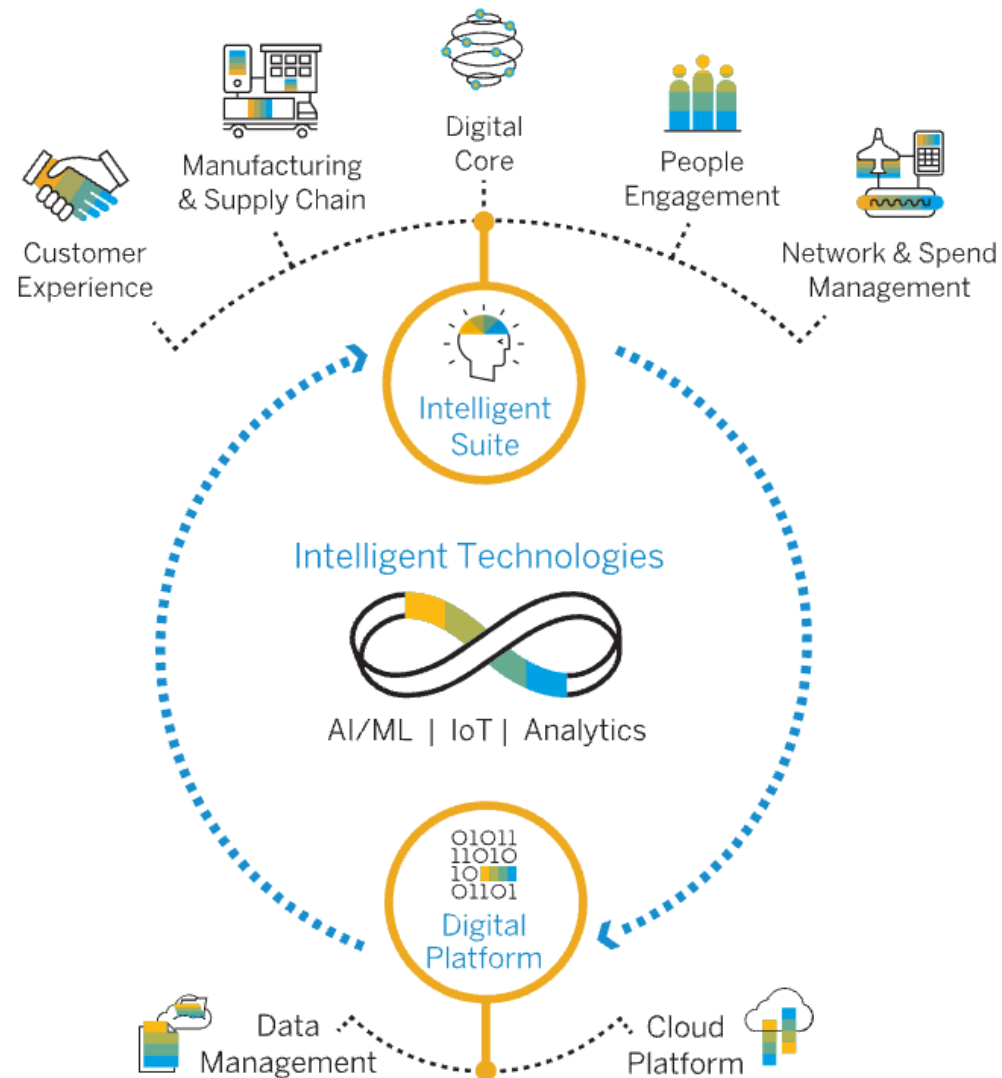 Digital
Core
Manufacturing
& Supply Chain
People
Engagement
Customer
Experience
Network & Spend
Management
Intelligent
Suite
Intelligent Technologies
AI/ML | IoT | Analytics
01011
11010
10
01101
Digital
Platform
Data
Management
Cloud
Platform